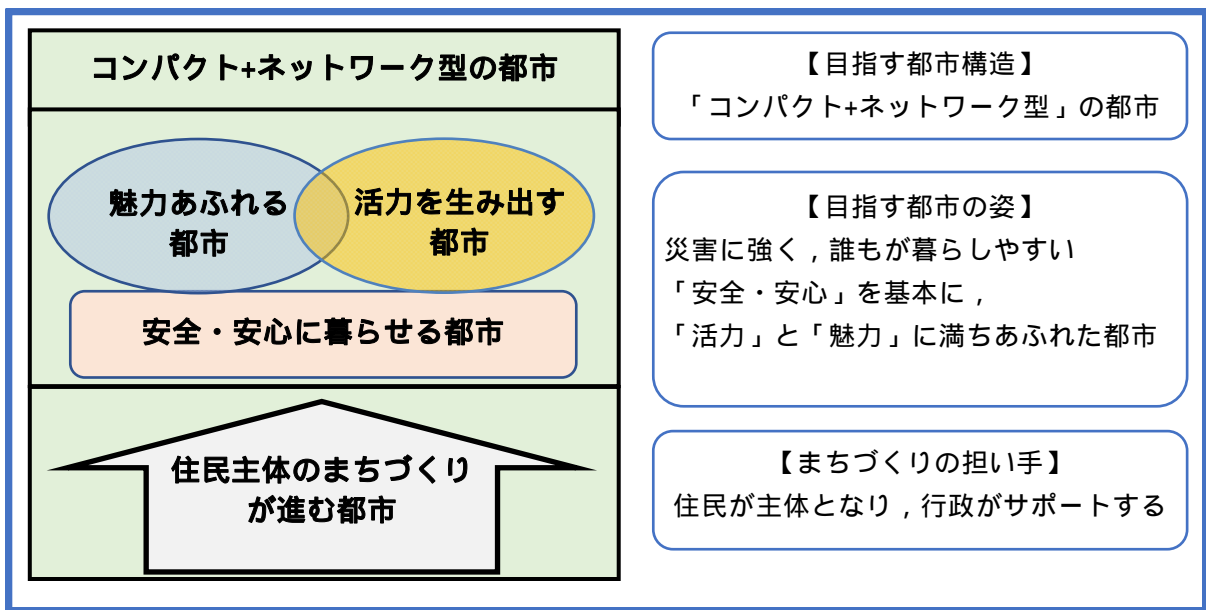 コンパクト+ネットワーク型の都市
魅力あふれる
都市
活力を生み出す
都市
安全・安心に暮らせる都市
住民主体のまちづくり
が進む都市
【目指す都市構造】
「コンパクト+ネットワーク型」の都市
【目指す都市の姿】
災害に強く，誰もが暮らしやすい
「安全・安心」を基本に，
「活力」と「魅力」に満ちあふれた都市
【まちづくりの担い手】
住民が主体となり，行政がサポートする